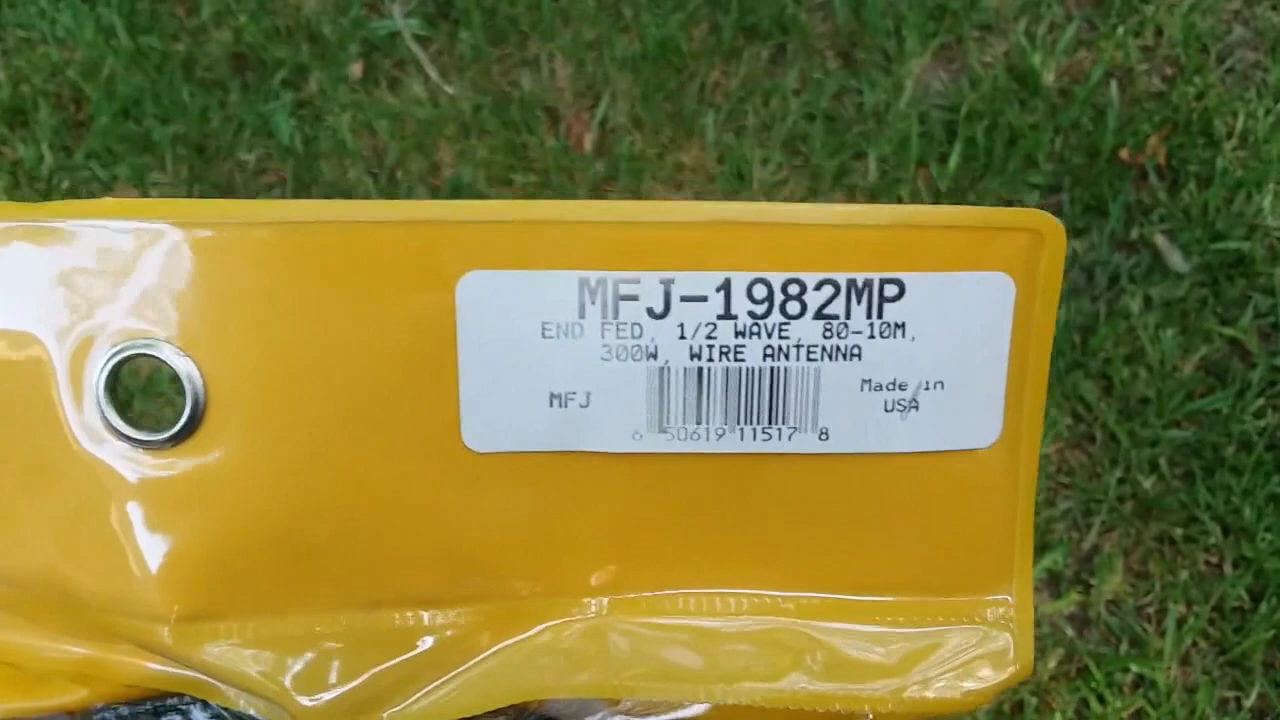 MFJ-1982MP
END FED, 1/2 WAVE, 80-10M,
300W, WIRE ANTENNA
MFJ
Made in
USA
6 50619 11517 8